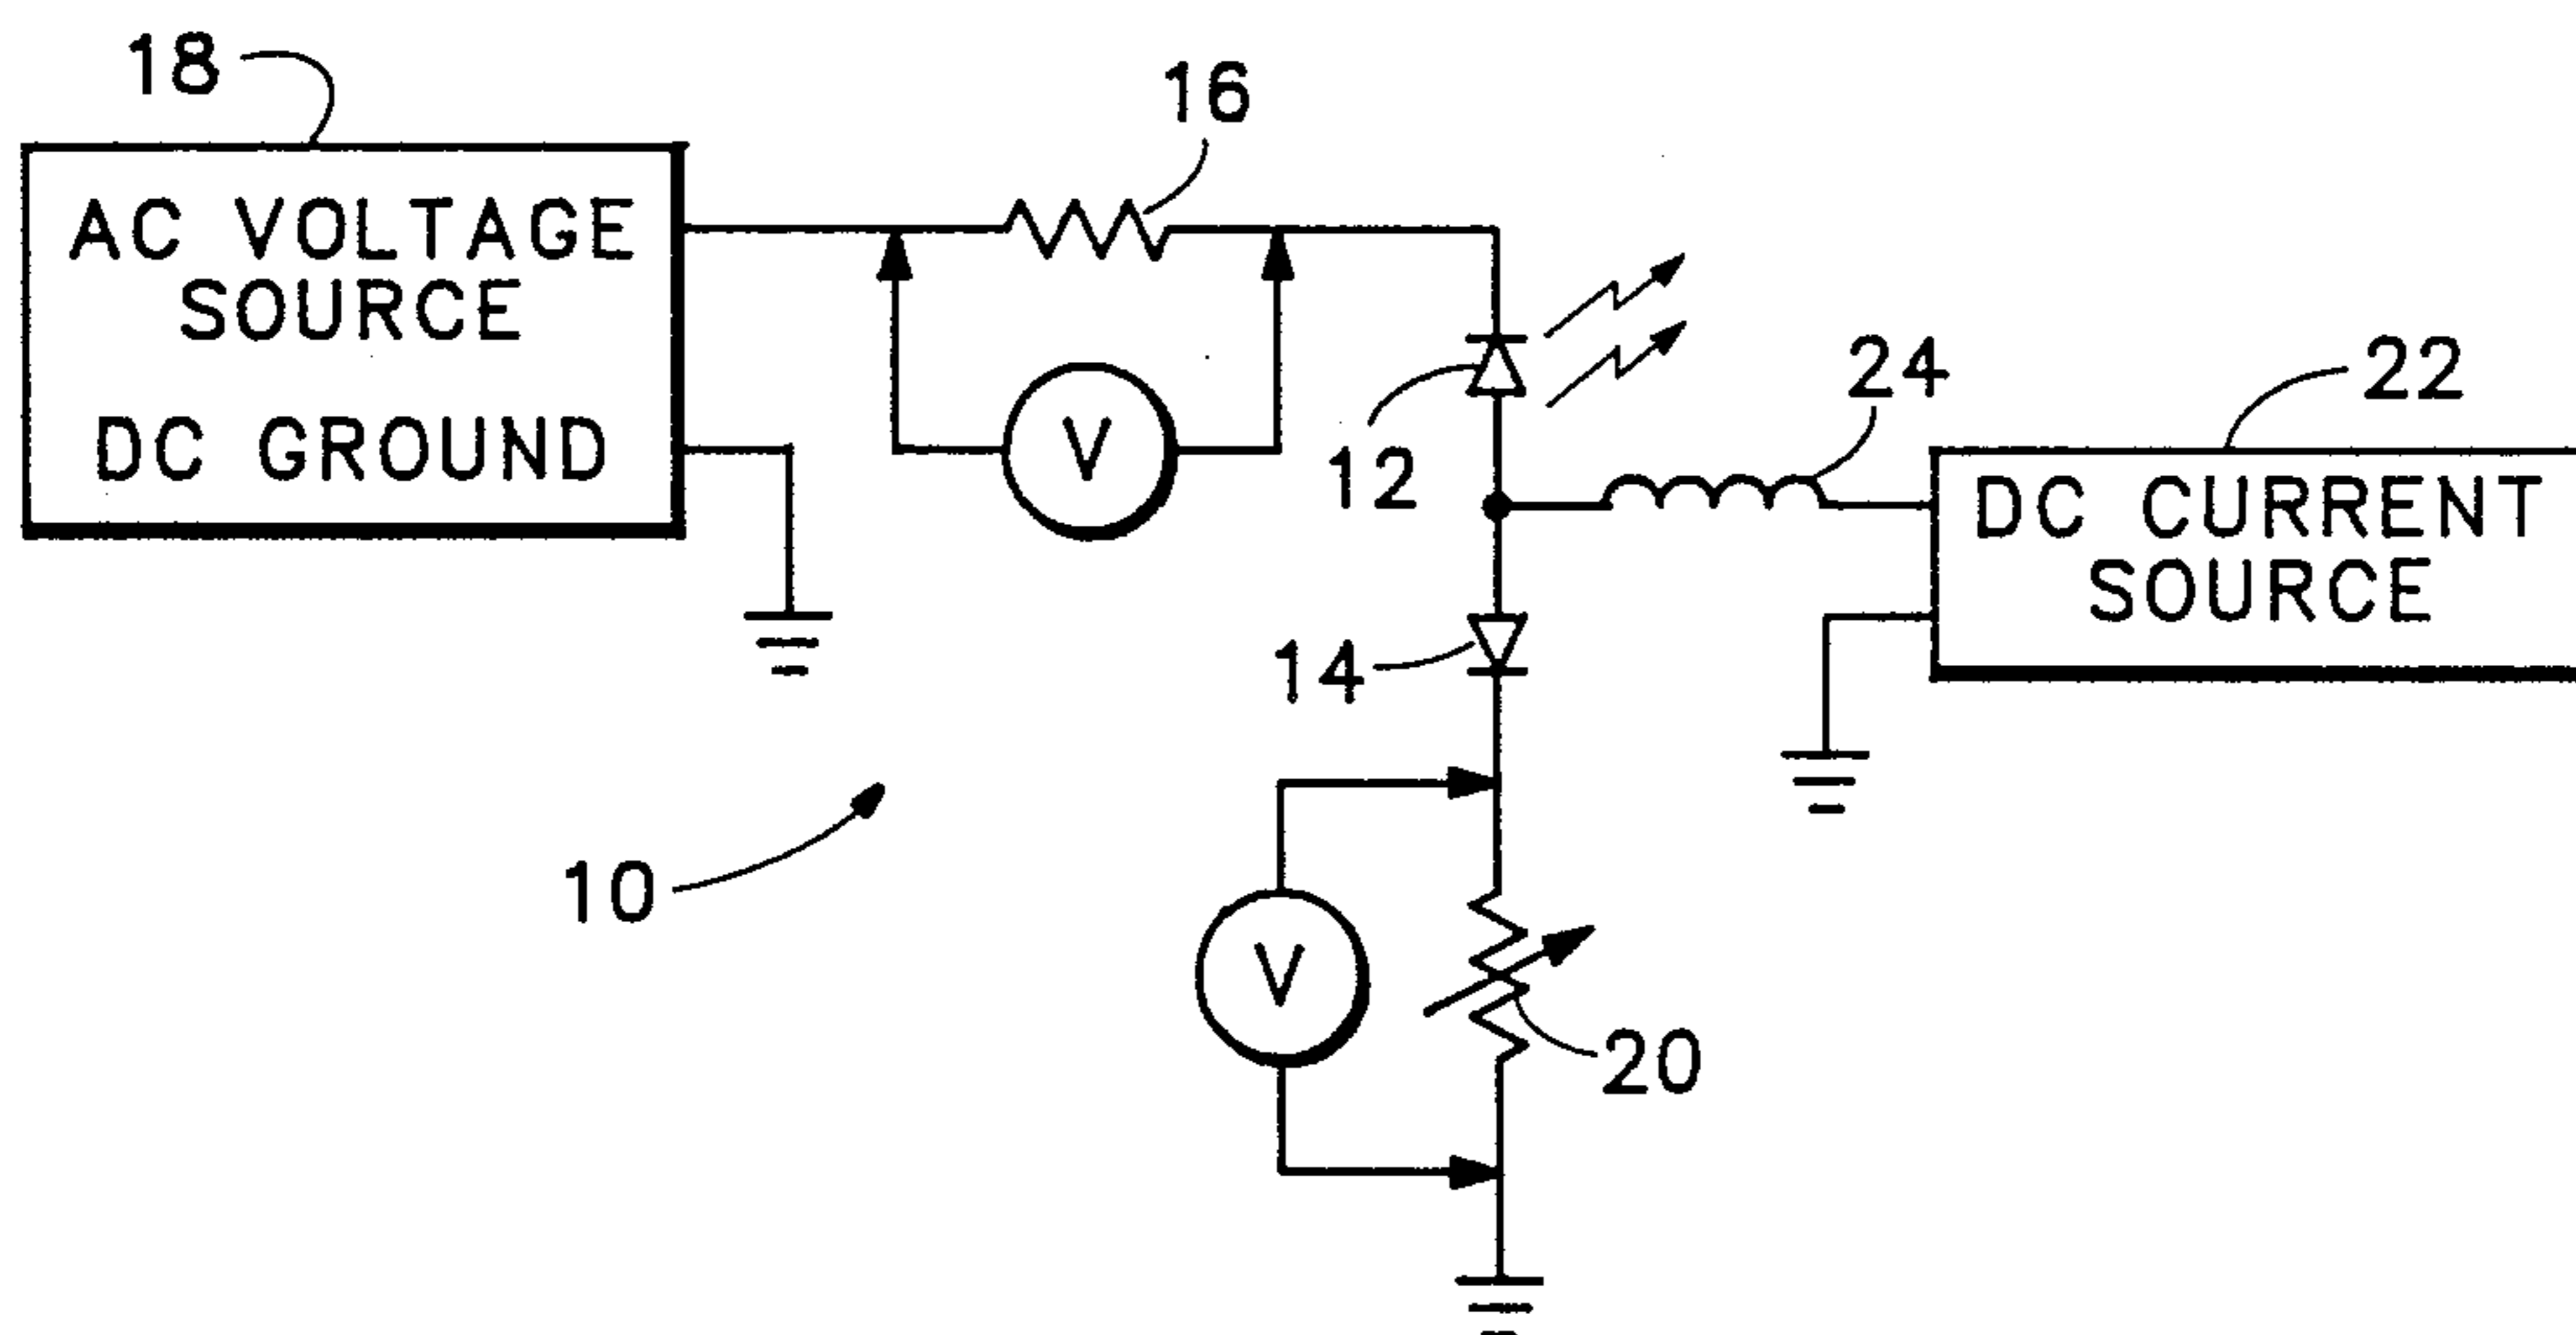 18
16
AC VOLTAGE
SOURCE
DC GROUND
V
12
24
22
DC CURRENT
SOURCE
14
10
V
20